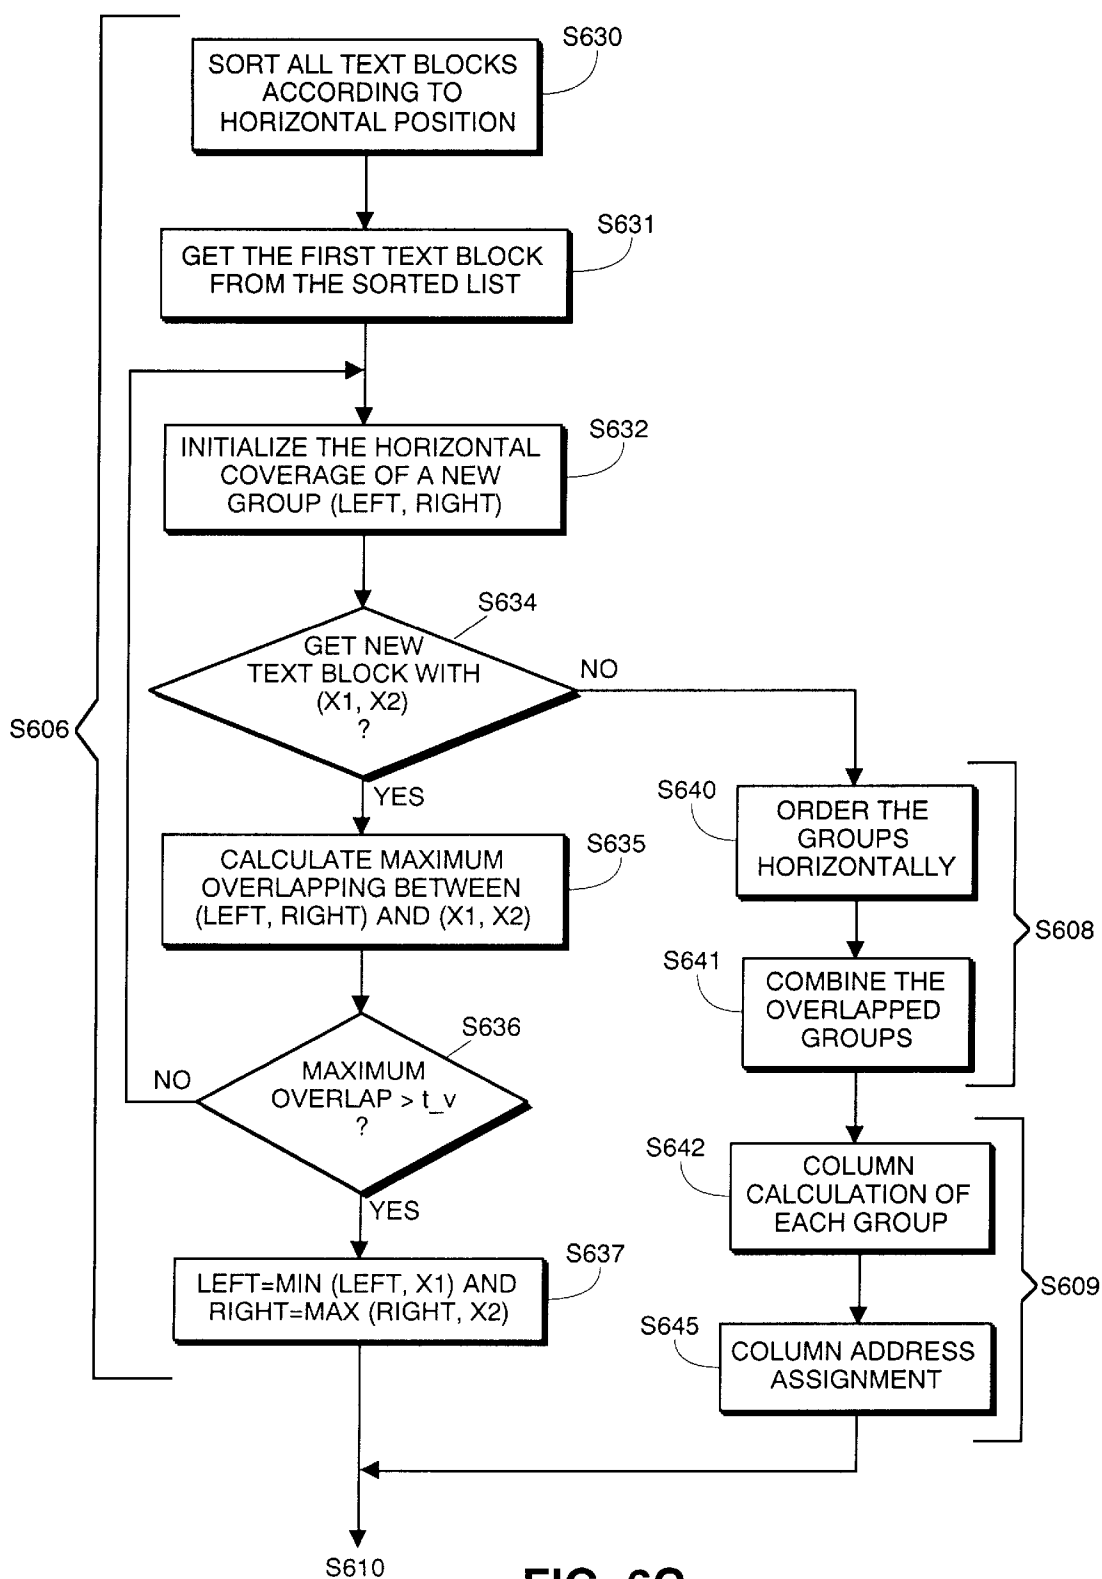 S630
SORT ALL TEXT BLOCKS
ACCORDING TO
HORIZONTAL POSITION
S631
GET THE FIRST TEXT BLOCK
FROM THE SORTED LIST
S632
INITIALIZE THE HORIZONTAL
COVERAGE OF A NEW
GROUP (LEFT, RIGHT)
S634
GET NEW
TEXT BLOCK WITH
(X1, X2)
?
NO
YES
S606
S635
CALCULATE MAXIMUM
OVERLAPPING BETWEEN
(LEFT, RIGHT) AND (X1, X2)
S636
MAXIMUM
OVERLAP > t_v
?
NO
YES
S637
LEFT=MIN (LEFT, X1) AND
RIGHT=MAX (RIGHT, X2)
S640
ORDER THE
GROUPS
HORIZONTALLY
S608
S641
COMBINE THE
OVERLAPPED
GROUPS
S642
COLUMN
CALCULATION OF
EACH GROUP
S609
S645
COLUMN ADDRESS
ASSIGNMENT
S610